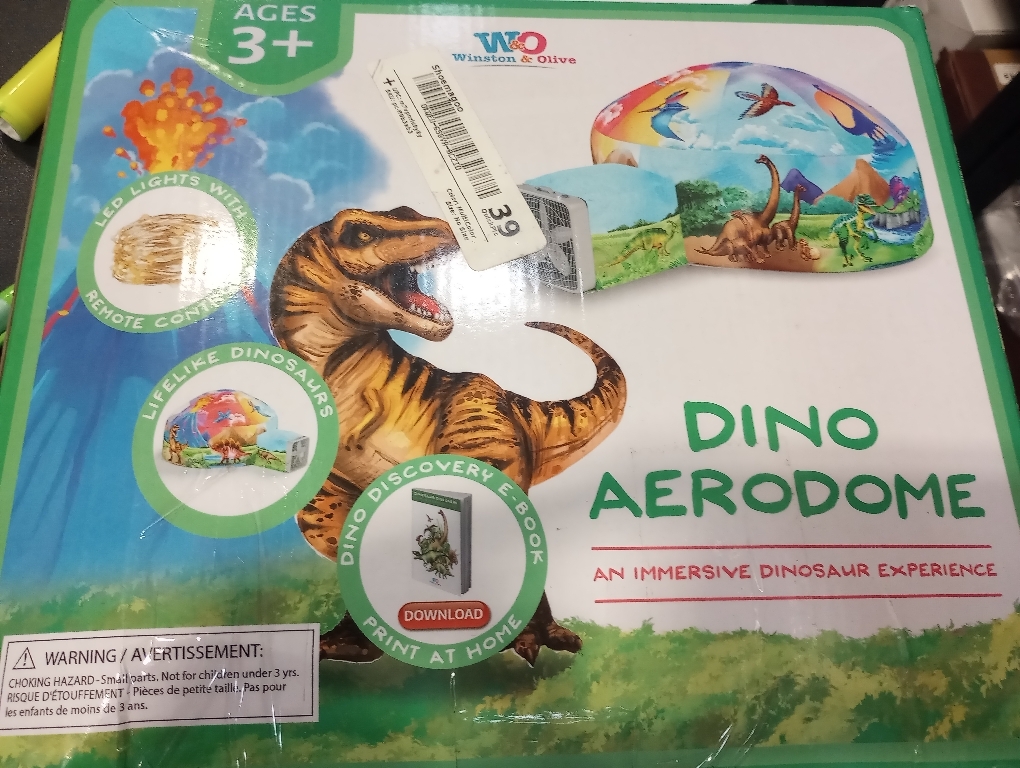 AGES
3+
W&O
Winston & Olive
Shoemagoo
39
LED LIGHTS WITH
REMOTE CONTROL
LIFELIKE DINOSAURS
DINO DISCOVERY E-BOOK
DOWNLOAD
PRINT AT HOME
DINO
AERODOME
AN IMMERSIVE DINOSAUR EXPERIENCE
WARNING / AVERTISSEMENT:
CHOKING HAZARD - Small parts. Not for children under 3 yrs.
RISQUE D'ÉTOUFFEMENT - Pièces de petite taille. Pas pour
les enfants de moins de 3 ans.